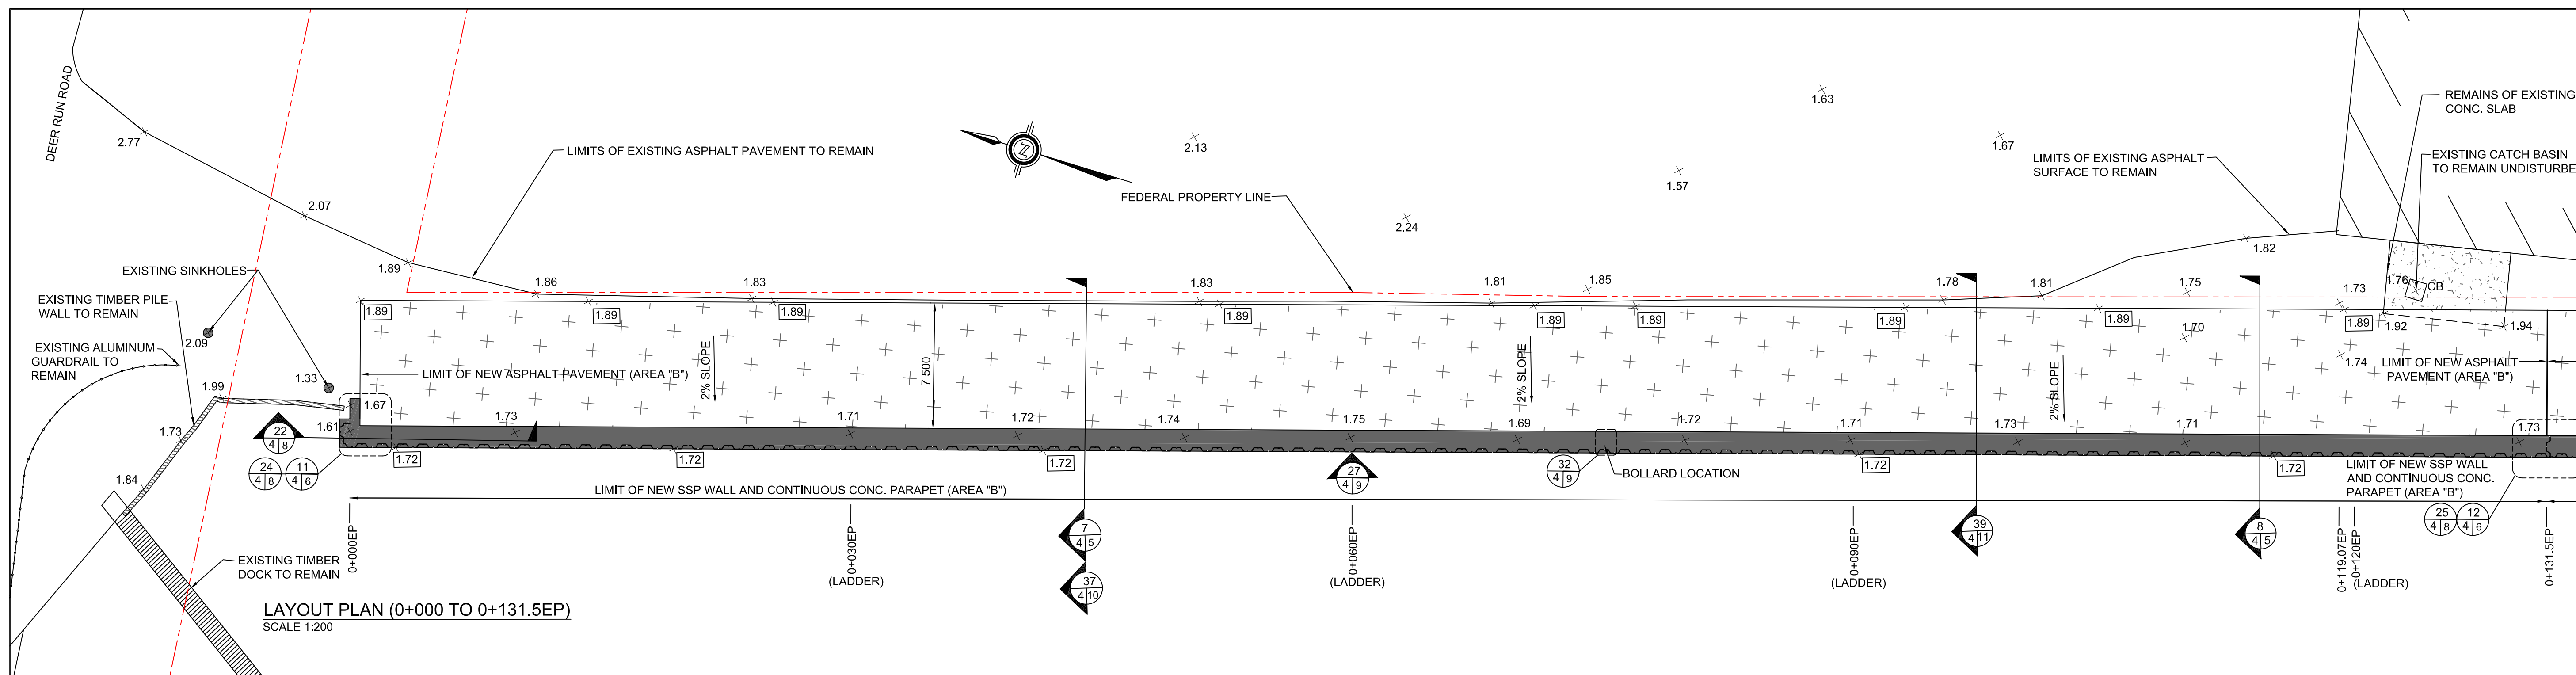 DEER RUN ROAD
2.77
2.07
1.89
LIMITS OF EXISTING ASPHALT PAVEMENT TO REMAIN
1.86
1.83
Z
2.13
FEDERAL PROPERTY LINE
1.83
2.24
1.81
1.85
1.57
1.63
1.67
1.78
1.81
LIMITS OF EXISTING ASPHALT
SURFACE TO REMAIN
1.82
1.75
1.73
1.76
CB
REMAINS OF EXISTING
CONC. SLAB
EXISTING CATCH BASIN
TO REMAIN UNDISTURBE
EXISTING SINKHOLES
EXISTING TIMBER PILE
WALL TO REMAIN
EXISTING ALUMINUM
GUARDRAIL TO
REMAIN
2.09
1.33
1.99
1.73
1.84
1.89
1.89
1.89
1.89
1.89
1.89
1.89
1.89
1.89
1.92
1.94
1.70
1.74
LIMIT OF NEW ASPHALT PAVEMENT (AREA "B")
2% SLOPE
7 500
2% SLOPE
2% SLOPE
LIMIT OF NEW ASPHALT
PAVEMENT (AREA "B")
1.67
1.61
1.73
1.71
1.72
1.74
1.75
1.69
1.72
1.71
1.73
1.71
1.73
22
4 8
24
4 8
11
4 6
1.72
1.72
1.72
1.72
1.72
27
4 9
32
4 9
BOLLARD LOCATION
LIMIT OF NEW SSP WALL AND CONTINUOUS CONC. PARAPET (AREA "B")
LIMIT OF NEW SSP WALL
AND CONTINUOUS CONC.
PARAPET (AREA "B")
25
4 8
12
4 6
0+000EP
0+030EP
(LADDER)
7
4 5
37
4 10
0+060EP
(LADDER)
0+090EP
(LADDER)
39
4 11
8
4 5
0+119.07EP
0+120EP
(LADDER)
0+131.5EP
EXISTING TIMBER
DOCK TO REMAIN
LAYOUT PLAN (0+000 TO 0+131.5EP)
SCALE 1:200